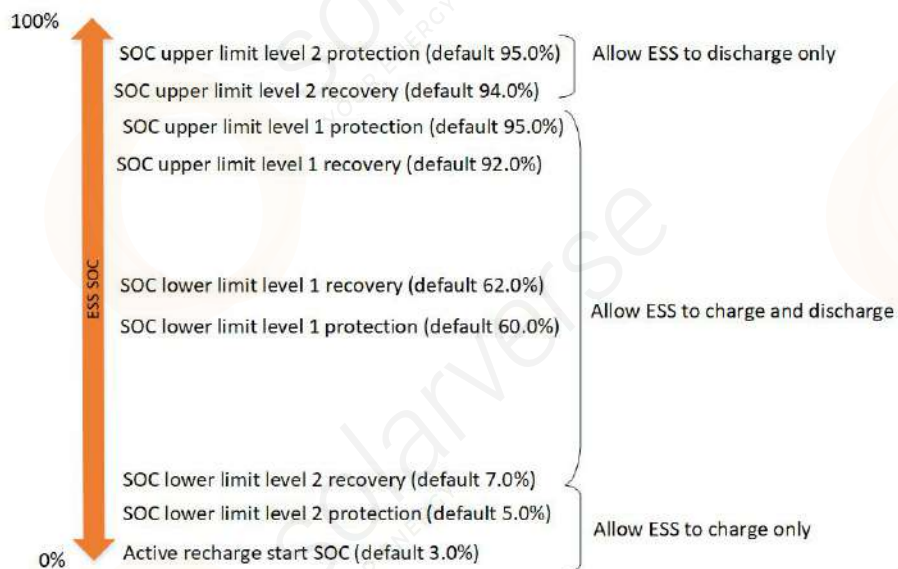 100%
SOC upper limit level 2 protection (default 95.0%)
Allow ESS to discharge only
SOC upper limit level 2 recovery (default 94.0%)
SOC upper limit level 1 protection (default 95.0%)
SOC upper limit level 1 recovery (default 92.0%)
ESS SOC
SOC lower limit level 1 recovery (default 62.0%)
SOC lower limit level 1 protection (default 60.0%)
Allow ESS to charge and discharge
SOC lower limit level 2 recovery (default 7.0%)
SOC lower limit level 2 protection (default 5.0%)
Allow ESS to charge only
Active recharge start SOC (default 3.0%)
0%
solarverse
YOUR ENERGY